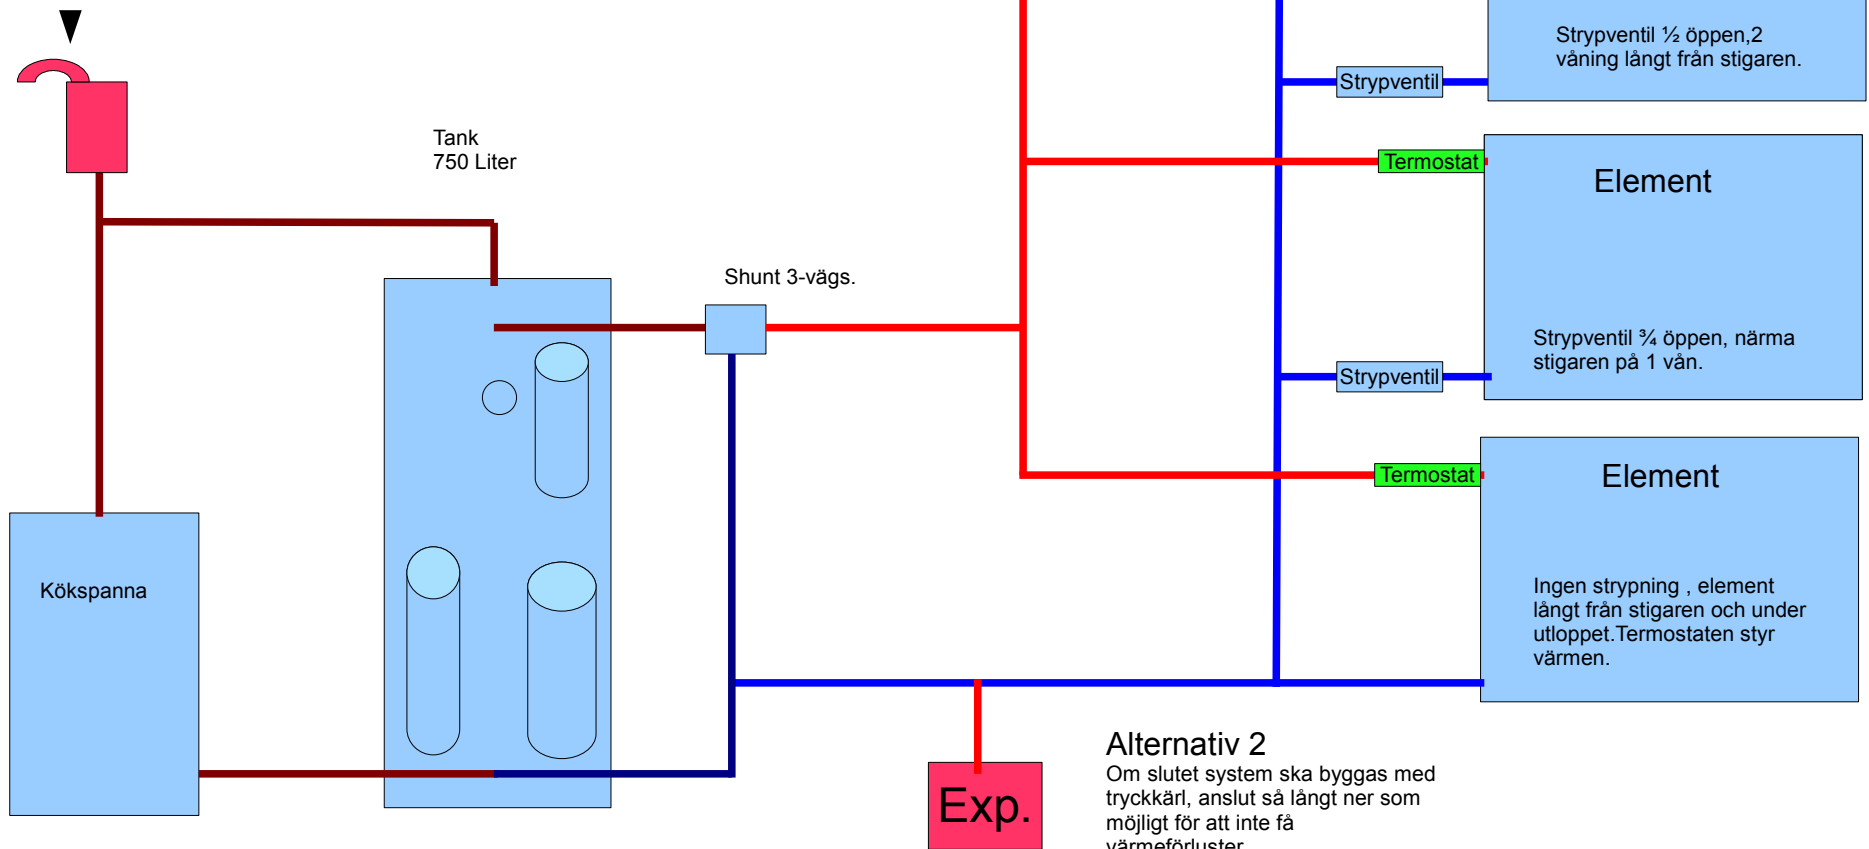 Strypventil ½ öppen,2
våning långt från stigaren.
Strypventil
Tank
750 Liter
Termostat
Element
Shunt 3-vägs.
Strypventil ¾ öppen, närma
stigaren på 1 vån.
Strypventil
Termostat
Element
Kökspanna
Ingen strypning , element
långt från stigaren och under
utloppet.Termostaten styr
värmen.
Alternativ 2
Om slutet system ska byggas med
tryckkärl, anslut så långt ner som
möjligt för att inte få
värmeförluster
Exp.